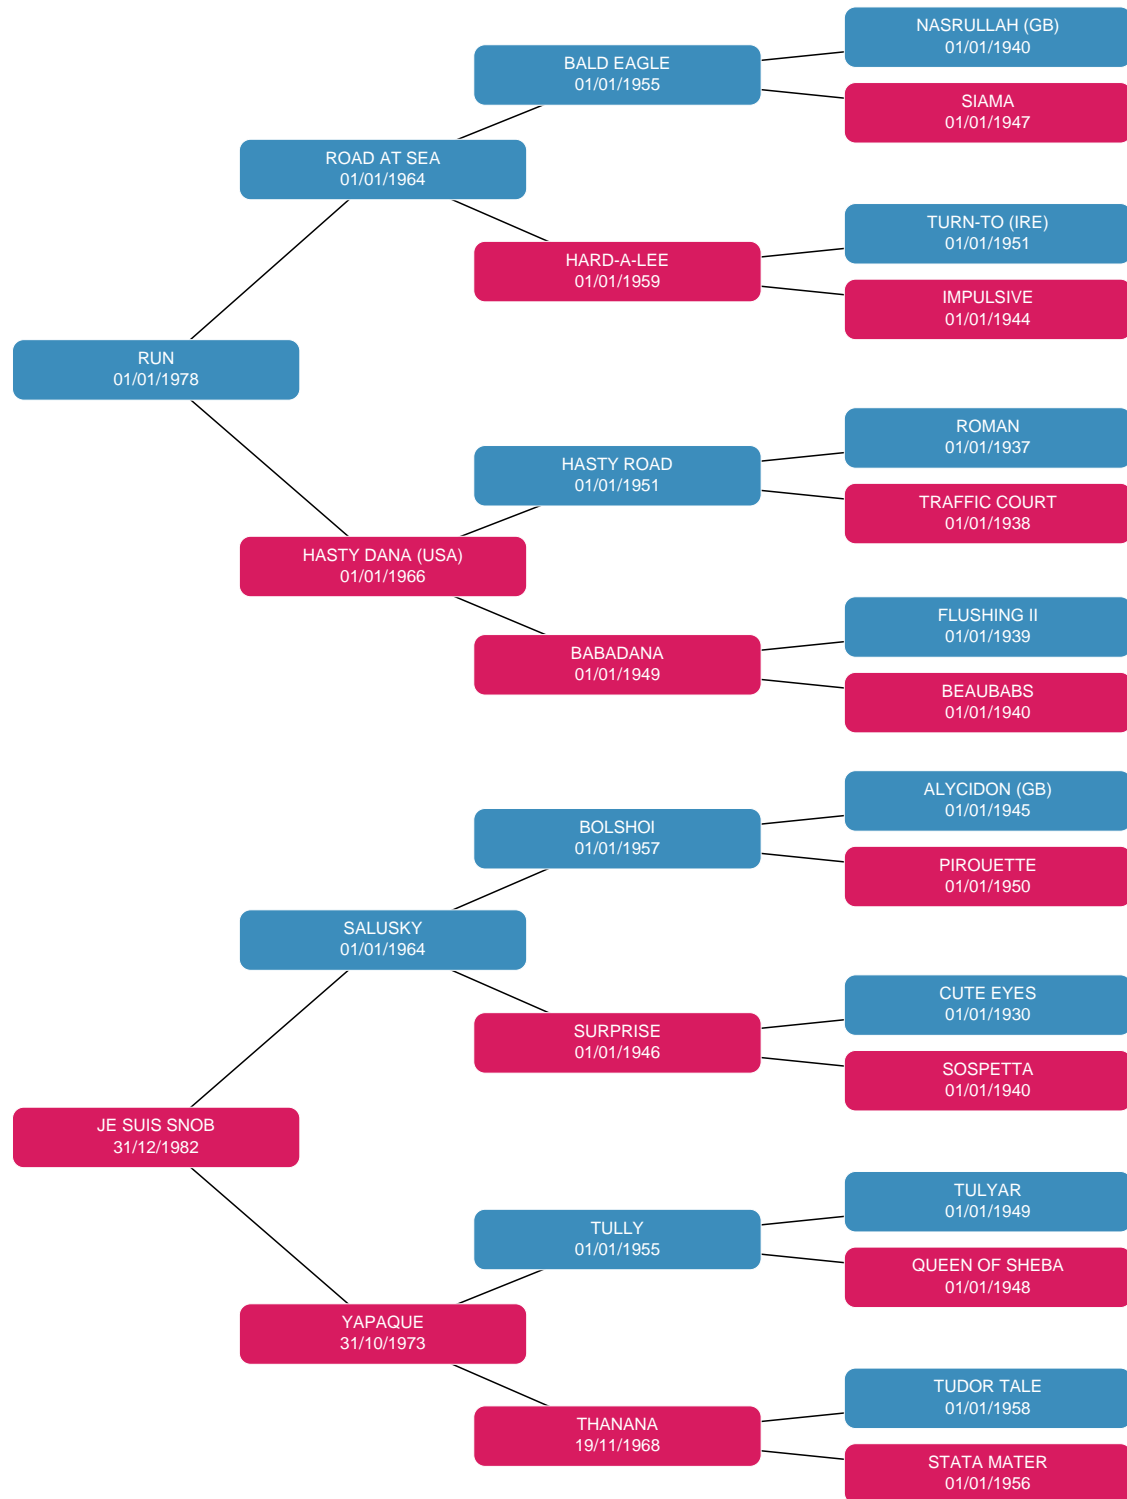 NASRULLAH (GB)
01/01/1940
BALD EAGLE
01/01/1955
SIAMA
01/01/1947
ROAD AT SEA
01/01/1964
TURN-TO (IRE)
01/01/1951
HARD-A-LEE
01/01/1959
IMPULSIVE
01/01/1944
RUN
01/01/1978
ROMAN
01/01/1937
HASTY ROAD
01/01/1951
TRAFFIC COURT
01/01/1938
HASTY DANA (USA)
01/01/1966
FLUSHING II
01/01/1939
BABADANA
01/01/1949
BEAUBABS
01/01/1940
ALYCIDON (GB)
01/01/1945
BOLSHOI
01/01/1957
PIROUETTE
01/01/1950
SALUSKY
01/01/1964
CUTE EYES
01/01/1930
SURPRISE
01/01/1946
SOSPETTA
01/01/1940
JE SUIS SNOB
31/12/1982
TULYAR
01/01/1949
TULLY
01/01/1955
QUEEN OF SHEBA
01/01/1948
YAPAQUE
31/10/1973
TUDOR TALE
01/01/1958
THANANA
19/11/1968
STATA MATER
01/01/1956